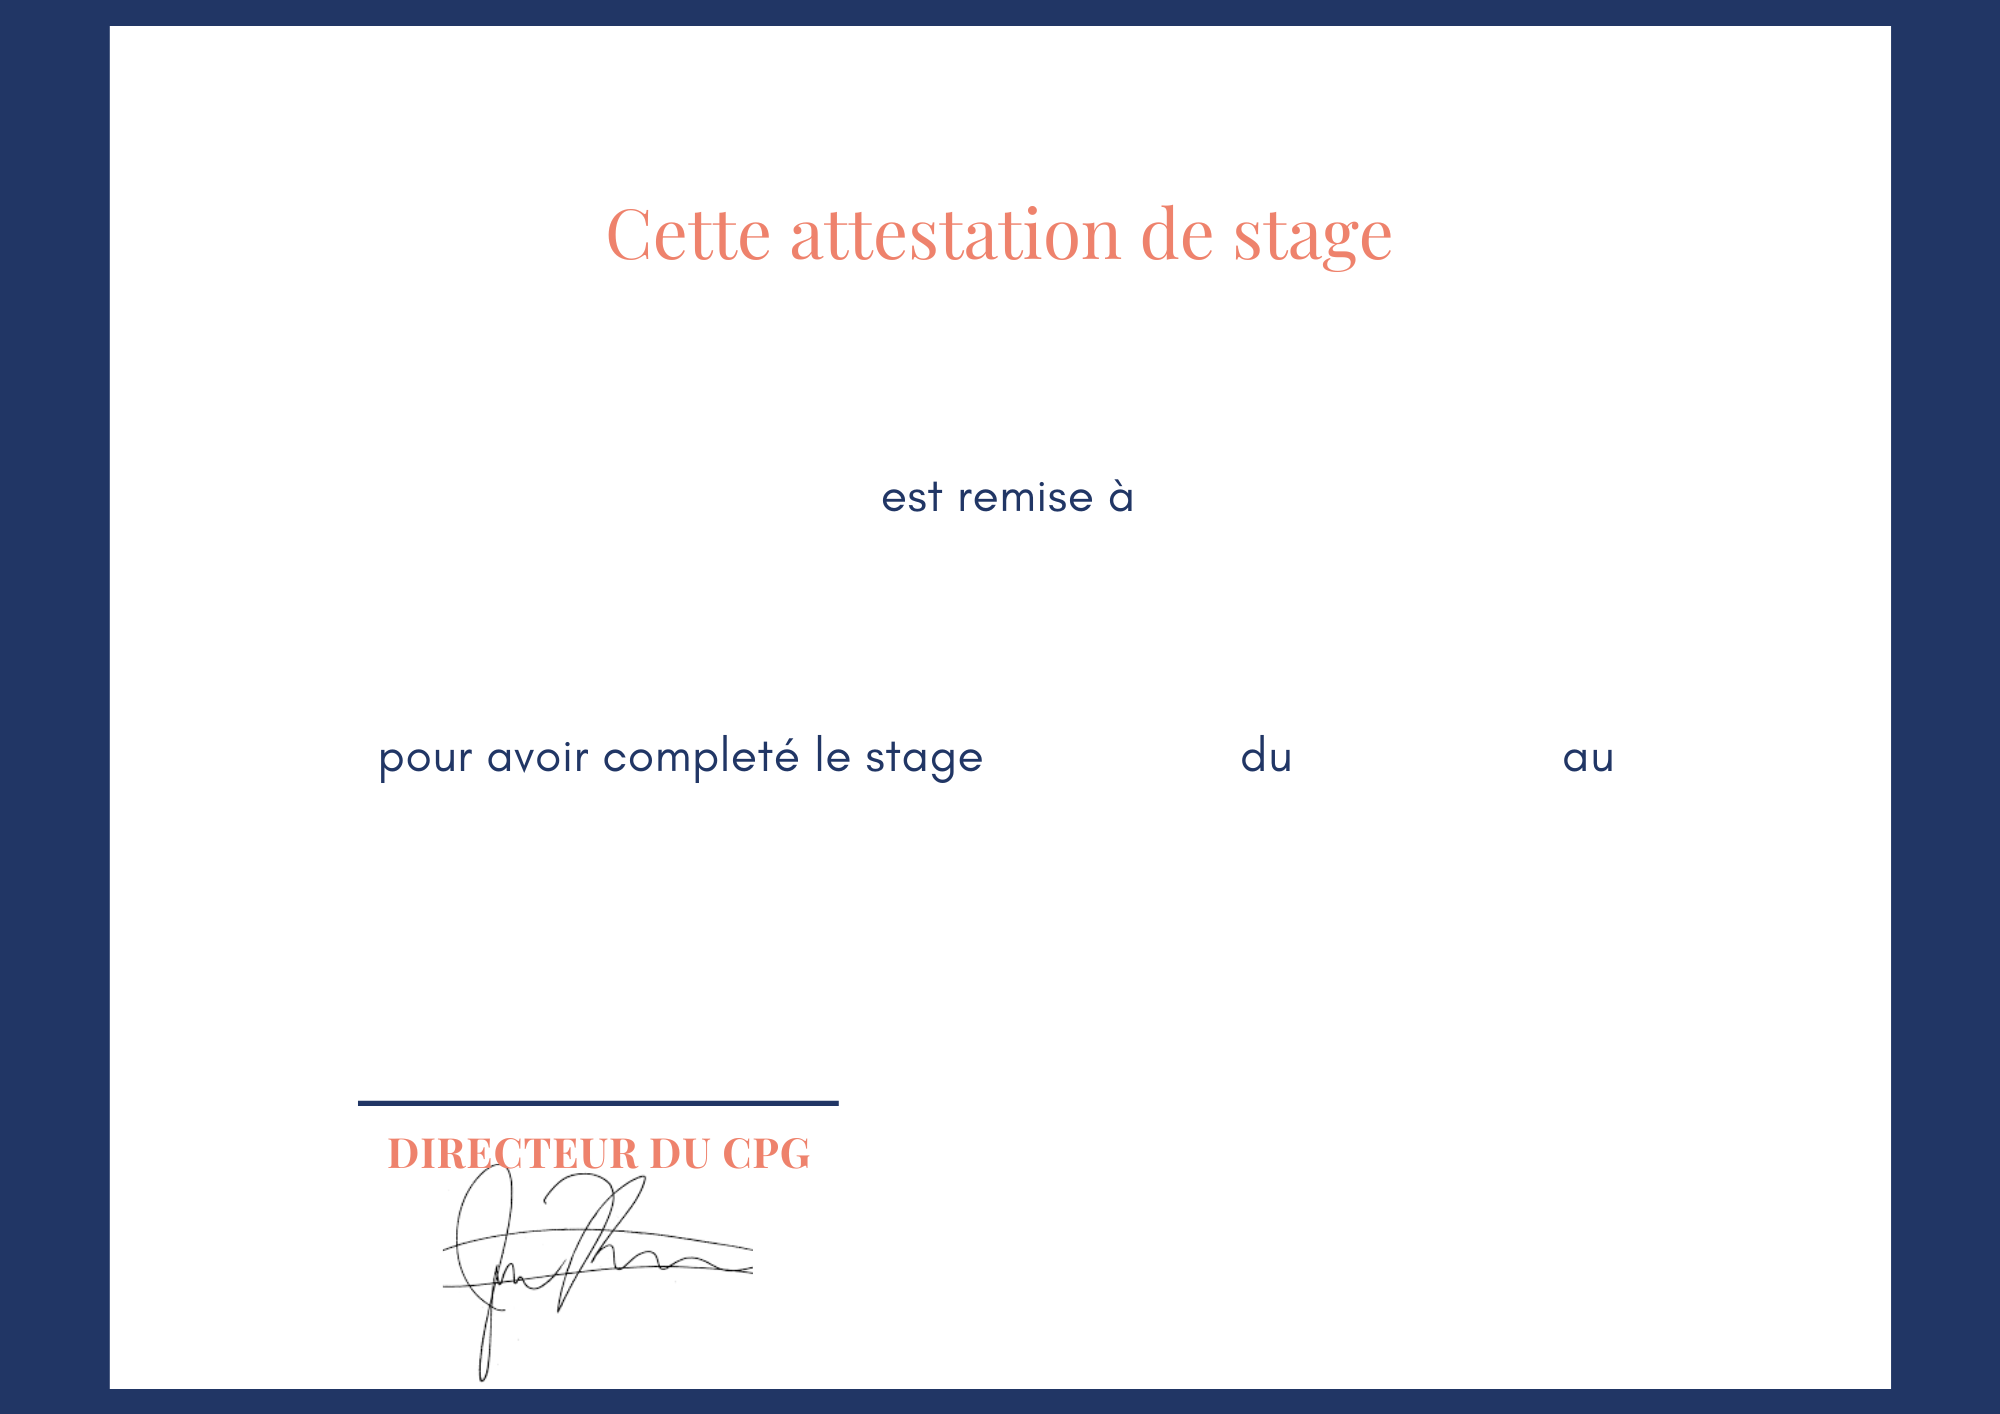 Cette attestation de stage
est remise à
pour avoir completé le stage du au
DIRECTEUR DU CPG